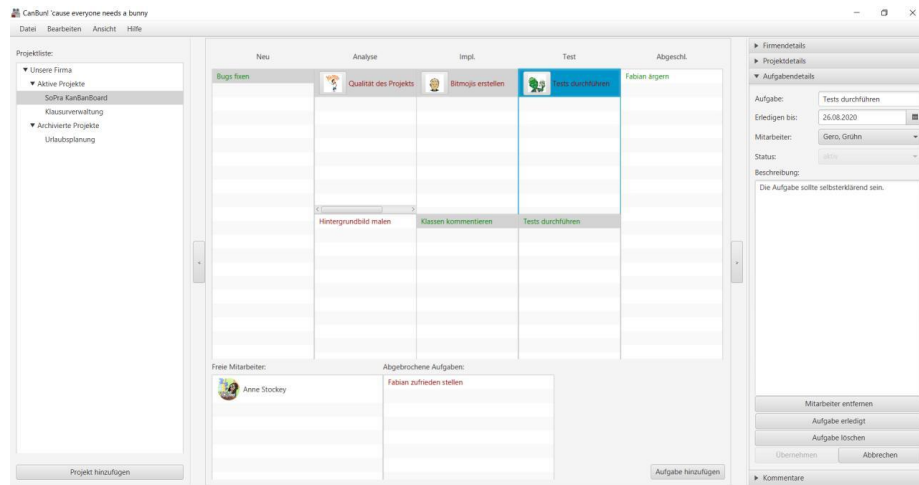 CanBun! 'cause everyone needs a bunny
Datei Bearbeiten Ansicht Hilfe
Projektliste:
Unsere Firma
Aktive Projekte
SoPra KanBanBoard
Klausurverwaltung
Archivierte Projekte
Urlaubsplanung
Projekt hinzufügen
Neu Analyse Impl. Test Abgeschl.
Bugs fixen
Qualität des Projekts
Bitmojis erstellen
Tests durchführen
Fabian ärgern
Hintergrundbild malen
Klassen kommentieren
Tests durchführen
Freie Mitarbeiter:
Anne Stockey
Abgebrochene Aufgaben:
Fabian zufrieden stellen
Aufgabe hinzufügen
Firmendetails
Projektdetails
Aufgabendetails
Aufgabe: Tests durchführen
Erledigen bis: 26.08.2020
Mitarbeiter: Gero, Grühn
Status: aktiv
Beschreibung:
Die Aufgabe sollte selbsterklärend sein.
Mitarbeiter entfernen
Aufgabe erledigt
Aufgabe löschen
Übernehmen Abbrechen
Kommentare